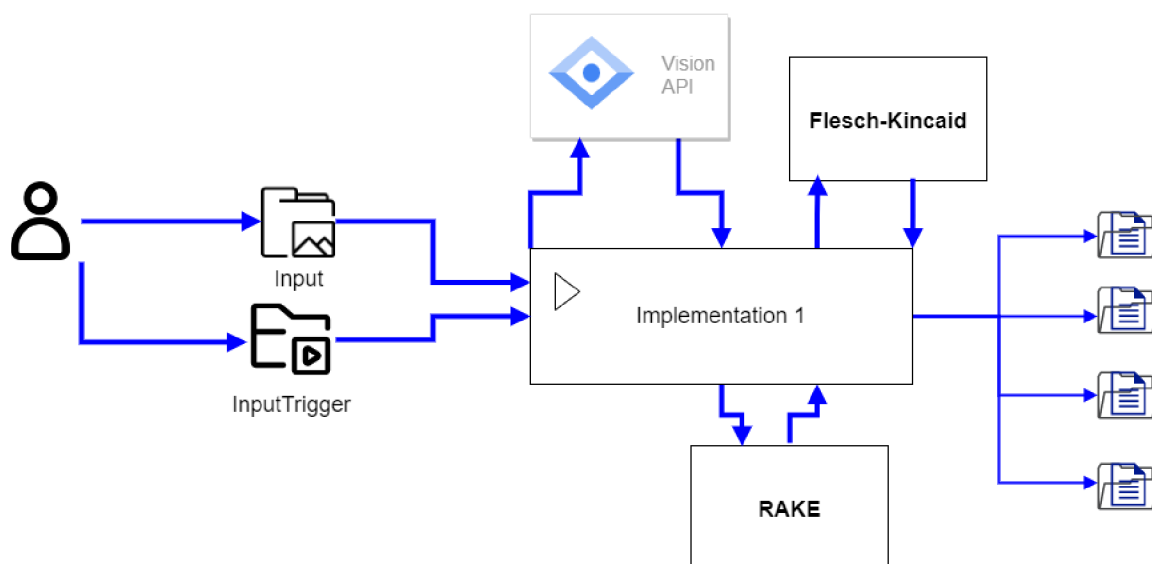 Vision
API
Flesch-Kincaid
Input
Implementation 1
InputTrigger
RAKE